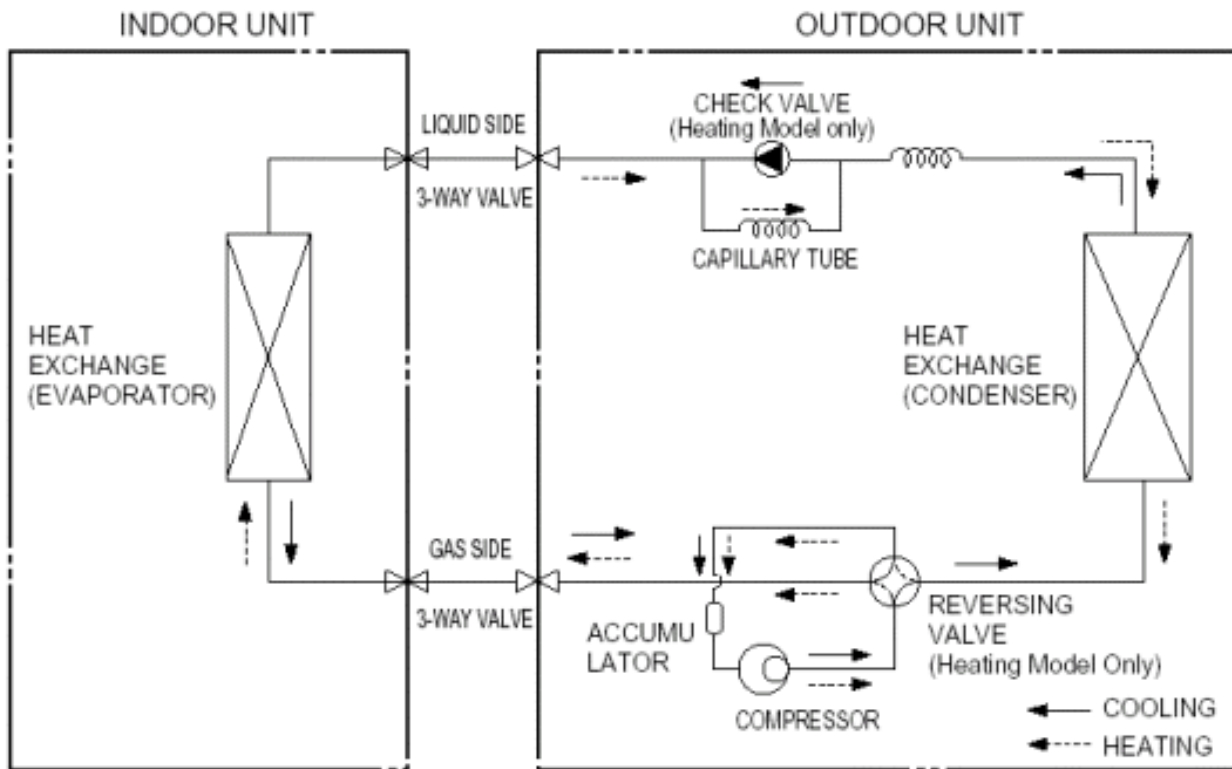 INDOOR UNIT
OUTDOOR UNIT
LIQUID SIDE
3-WAY VALVE
CHECK VALVE
(Heating Model only)
CAPILLARY TUBE
HEAT
EXCHANGE
(EVAPORATOR)
HEAT
EXCHANGE
(CONDENSER)
GAS SIDE
3-WAY VALVE
ACCUMU
LATOR
COMPRESSOR
REVERSING
VALVE
(Heating Model Only)
COOLING
HEATING